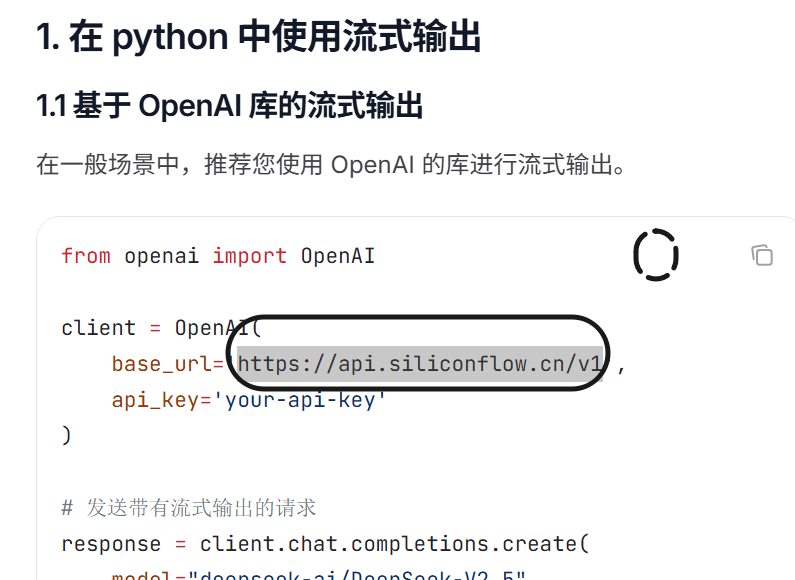 1. 在 python 中使用流式输出
1.1 基于 OpenAI 库的流式输出
在一般场景中，推荐您使用 OpenAI 的库进行流式输出。
from openai import OpenAI
client = OpenAI(
base_url='https://api.siliconflow.cn/v1',
api_key='your-api-key'
)
# 发送带有流式输出的请求
response = client.chat.completions.create(
model="deepseek-ai/DeepSeek-V2.5"